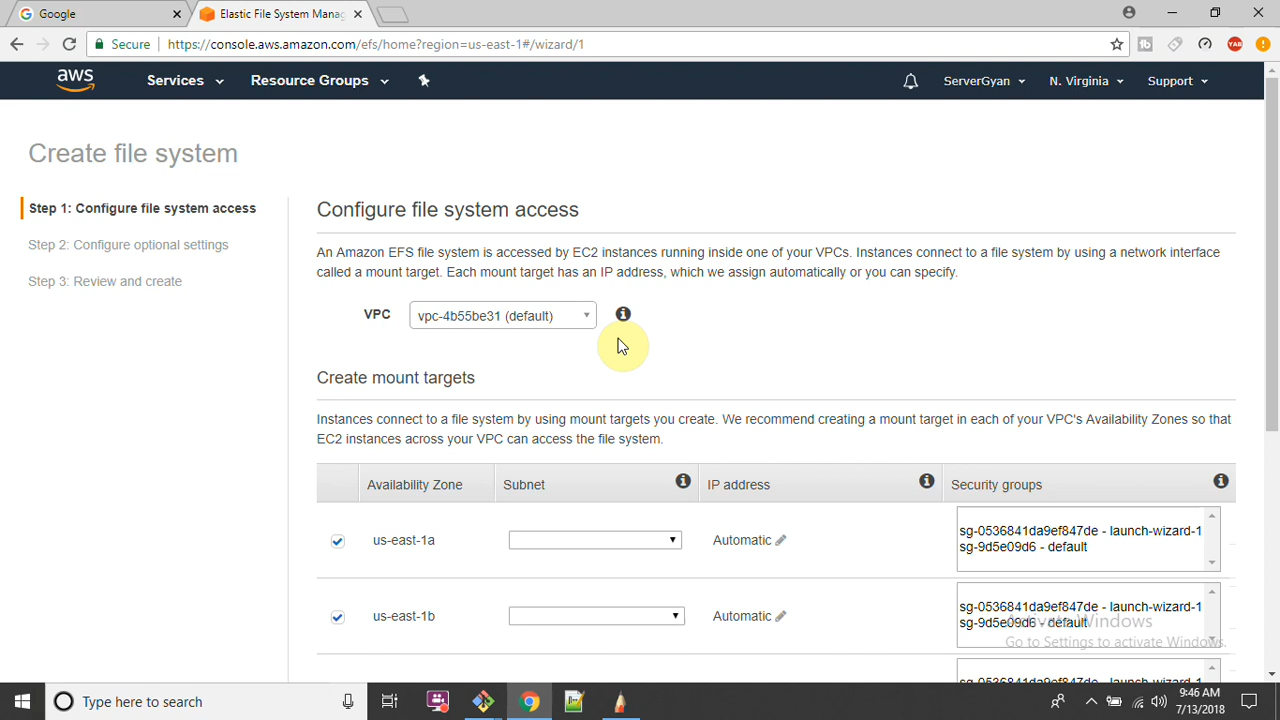 Google
Elastic File System Manag
Secure
https://console.aws.amazon.com/efs/home?region=us-east-1#/wizard/1
aws
Services
Resource Groups
ServerGyan
N. Virginia
Support
Create file system
Step 1: Configure file system access
Step 2: Configure optional settings
Step 3: Review and create
Configure file system access
An Amazon EFS file system is accessed by EC2 instances running inside one of your VPCs. Instances connect to a file system by using a network interface
called a mount target. Each mount target has an IP address, which we assign automatically or you can specify.
VPC
vpc-4b55be31 (default)
Create mount targets
Instances connect to a file system by using mount targets you create. We recommend creating a mount target in each of your VPC's Availability Zones so that
EC2 instances across your VPC can access the file system.
Availability Zone
Subnet
IP address
Security groups
us-east-1a
Automatic
sg-0536841da9ef847de - launch-wizard-1
sg-9d5e09d6 - default
us-east-1b
Automatic
sg-0536841da9ef847de - launch-wizard-1
sg-9d5e09d6 - default
Activate Windows
Go to Settings to activate Windows.
sg-0536841da9ef847de - launch-wizard-1
Type here to search
9:46 AM
7/13/2018